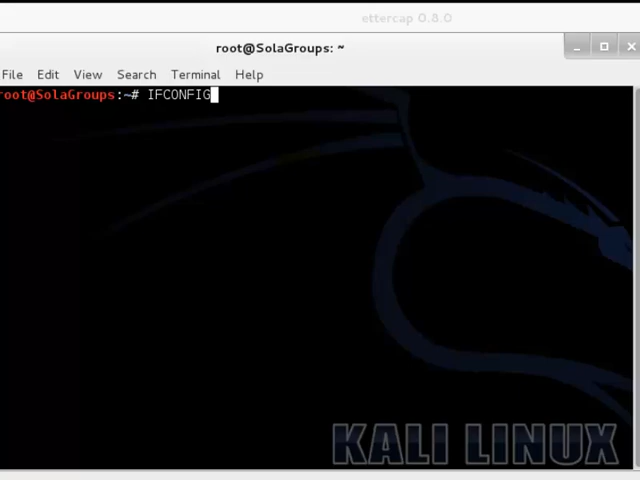 ettercap 0.8.0
root@SolaGroups: ~
File Edit View Search Terminal Help
root@SolaGroups:~# IFCONFIG
KALI LINUX